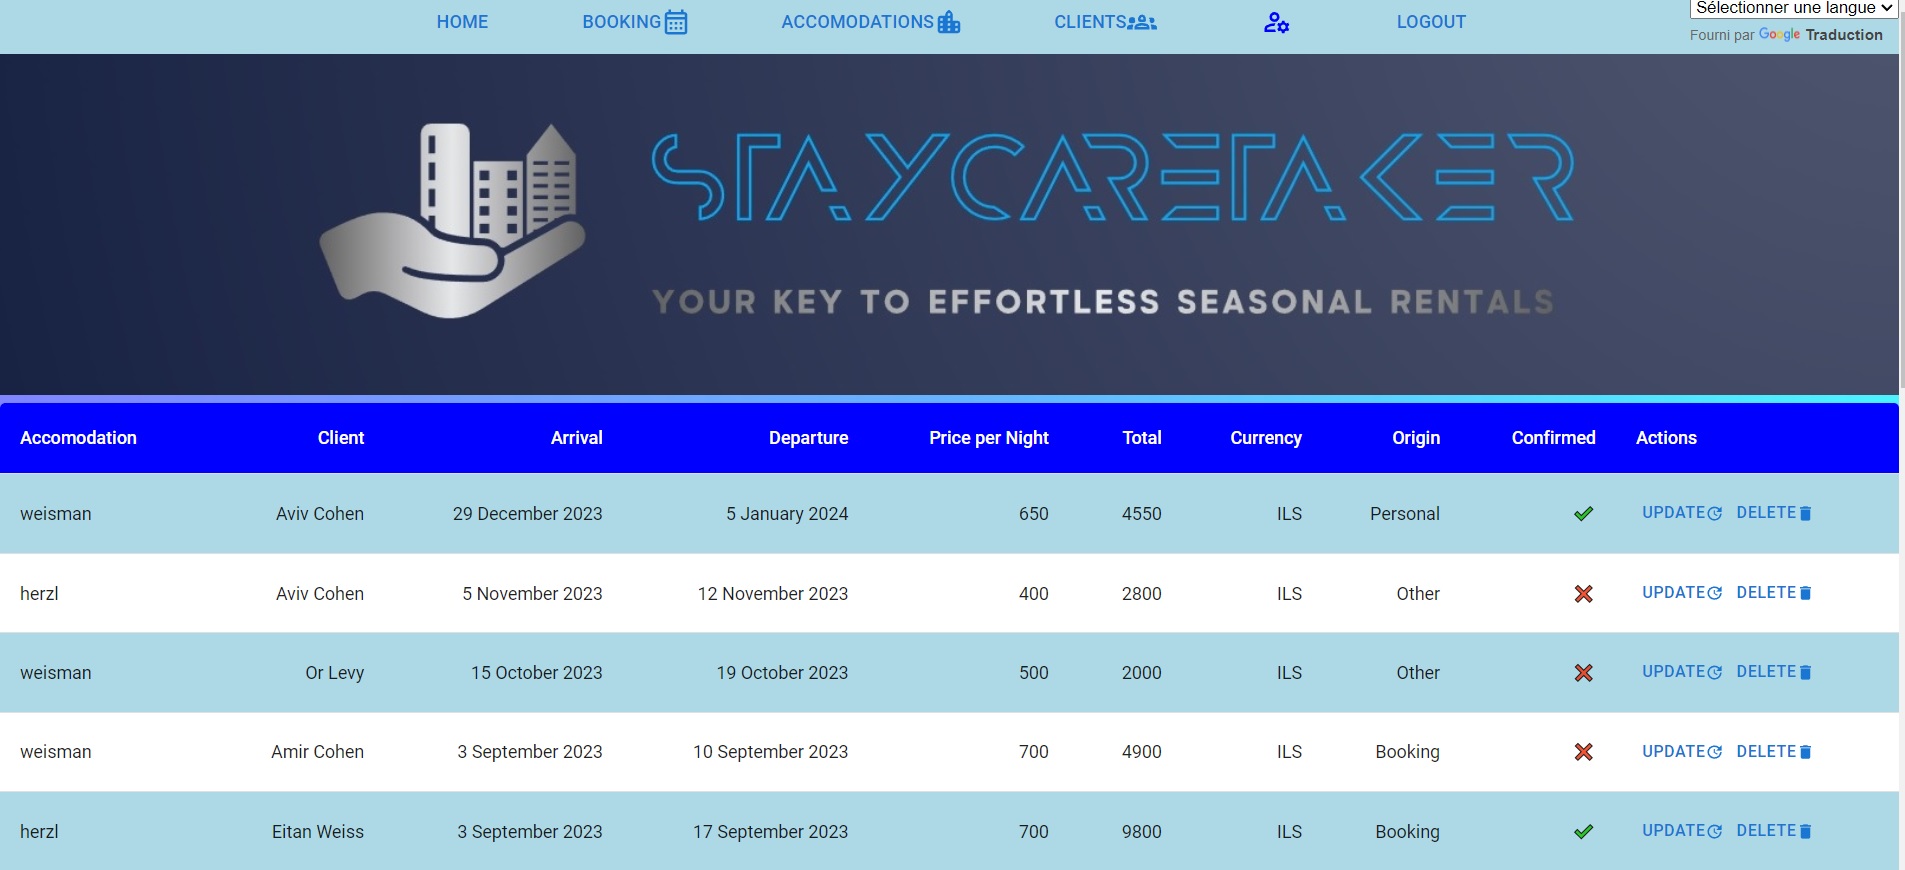 HOME BOOKING ACCOMODATIONS CLIENTS LOGOUT Sélectionner une langue
Fourni par Google Traduction
STAYCARETAKER
YOUR KEY TO EFFORTLESS SEASONAL RENTALS
Accomodation Client Arrival Departure Price per Night Total Currency Origin Confirmed Actions
weisman Aviv Cohen 29 December 2023 5 January 2024 650 4550 ILS Personal UPDATE DELETE
herzl Aviv Cohen 5 November 2023 12 November 2023 400 2800 ILS Other UPDATE DELETE
weisman Or Levy 15 October 2023 19 October 2023 500 2000 ILS Other UPDATE DELETE
weisman Amir Cohen 3 September 2023 10 September 2023 700 4900 ILS Booking UPDATE DELETE
herzl Eitan Weiss 3 September 2023 17 September 2023 700 9800 ILS Booking UPDATE DELETE